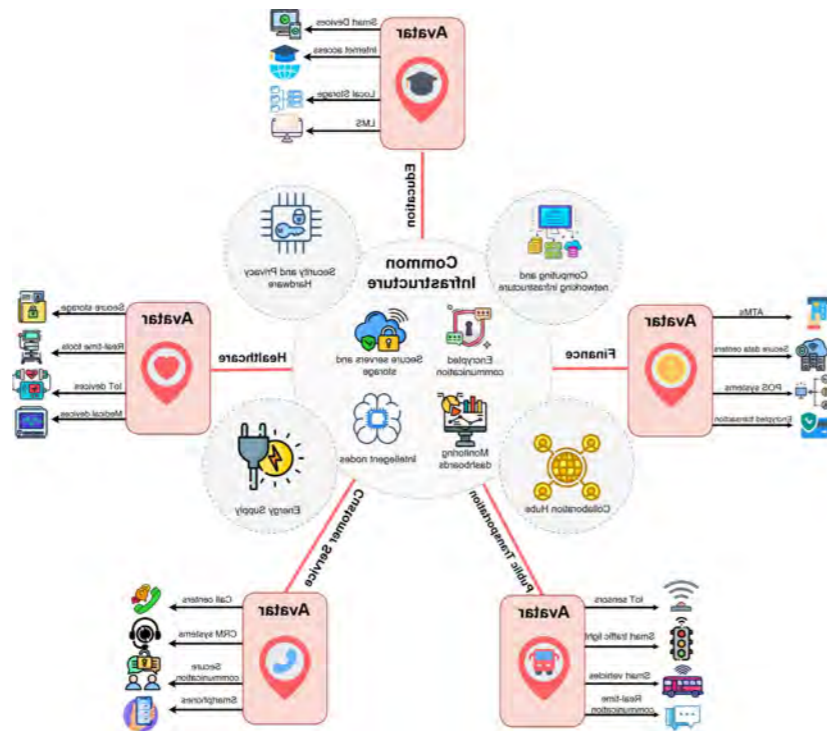 Avatar
Smart Devices
Internet access
Local Storage
LMS
Education
Common
Infrastructure
Security and Privacy
Hardware
Computing and
networking infrastructure
Secure servers and
storage
Encrypted
communication
Intellegent nodes
Monitoring
dashboards
Energy Supply
Collaboration Hub
Healthcare
Avatar
Secure storage
Real-time tools
IoT devices
Medical devices
Finance
Avatar
ATMs
Secure data centers
POS systems
Encrypted transaction
Customer Service
Avatar
Call centers
CRM systems
Secure
communication
Smartphones
Public Transportation
Avatar
IoT sensors
Smart traffic light
Smart vehicles
Real-time
communication